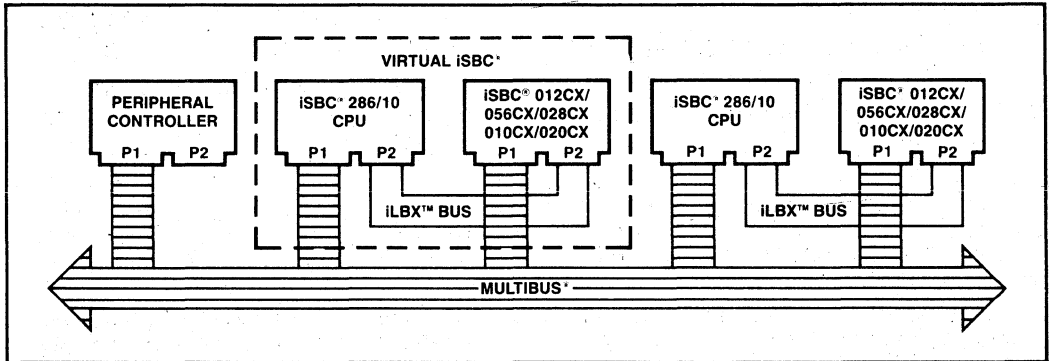 VIRTUAL iSBC*
PERIPHERAL
CONTROLLER
P1 P2
iSBC* 286/10
CPU
P1 P2
iSBC® 012CX/
056CX/028CX
010CX/020CX
P1 P2
iLBX™ BUS
iSBC* 286/10
CPU
P1 P2
iSBC* 012CX/
056CX/028CX
010CX/020CX
P1 P2
iLBX™ BUS
MULTIBUS*